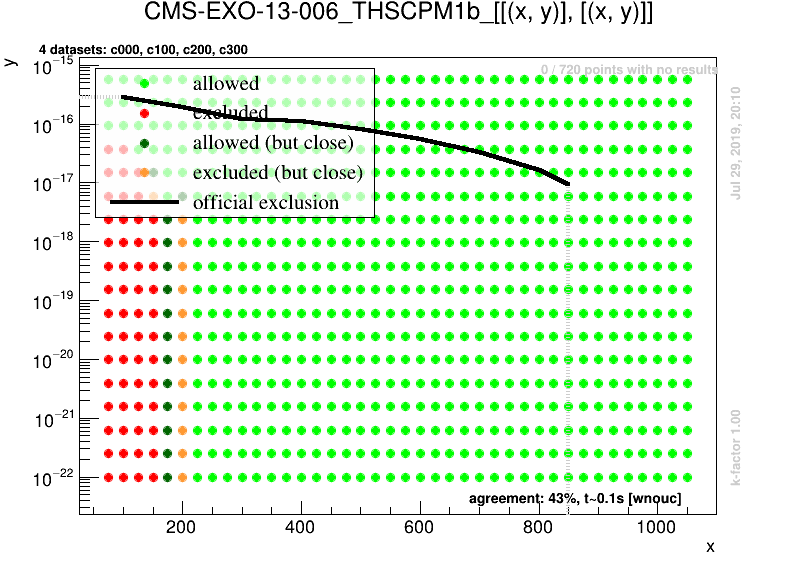 CMS-EXO-13-006_THSCPM1b_[[(x, y)], [(x, y)]]
y
4 datasets: c000, c100, c200, c300
0 / 720 points with no results
allowed
excluded
allowed (but close)
excluded (but close)
official exclusion
10⁻¹⁵
10⁻¹⁶
10⁻¹⁷
10⁻¹⁸
10⁻¹⁹
10⁻²⁰
10⁻²¹
10⁻²²
Jul 29, 2019, 20:10
k-factor 1.00
agreement: 43%, t~0.1s [wnouc]
200 400 600 800 1000
x